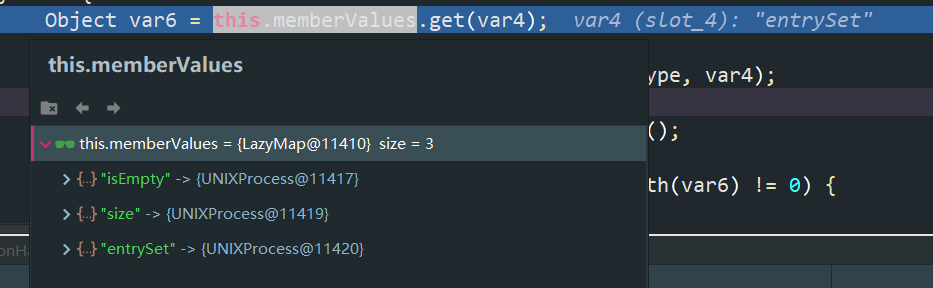 Object var6 = this.memberValues.get(var4);  var4 (slot_4): "entrySet"
this.memberValues
ype, var4);
();
this.memberValues = {LazyMap@11410}  size = 3
"isEmpty" -> {UNIXProcess@11417}
th(var6) != 0) {
"size" -> {UNIXProcess@11419}
"entrySet" -> {UNIXProcess@11420}
onHa